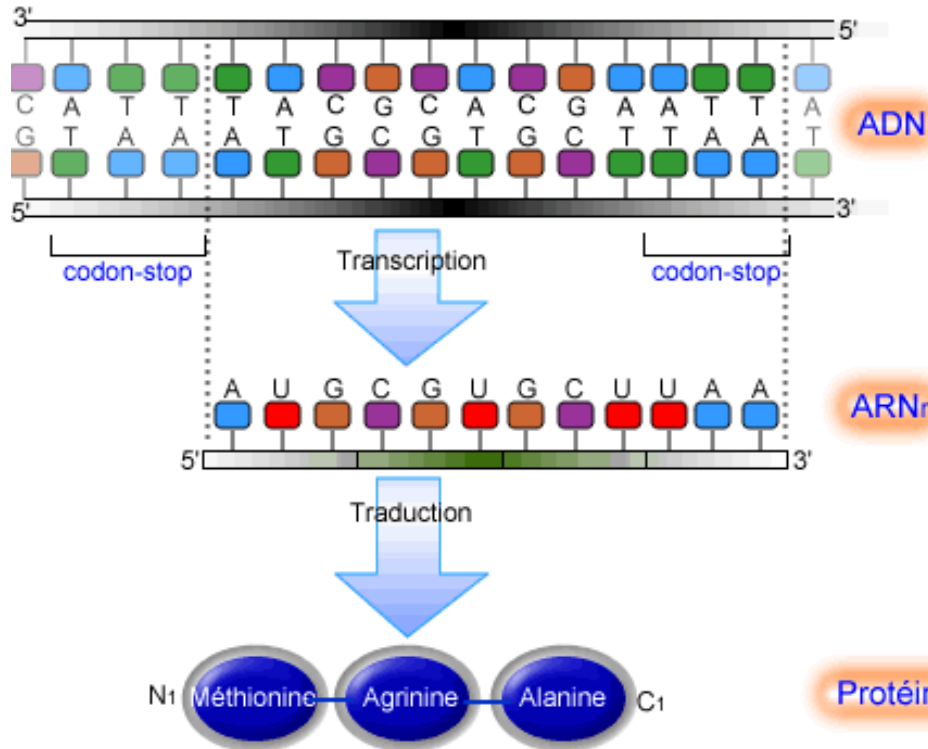 3' 5'
C A T T T A C G C A C G A A T T A
G T A A A T G C G T G C T T A A T
ADN
5' 3'
codon-stop codon-stop
Transcription
A U G C G U G C U U A A
ARN
5' 3'
Traduction
N1 Méthionine Agrinine Alanine C1
Protéin